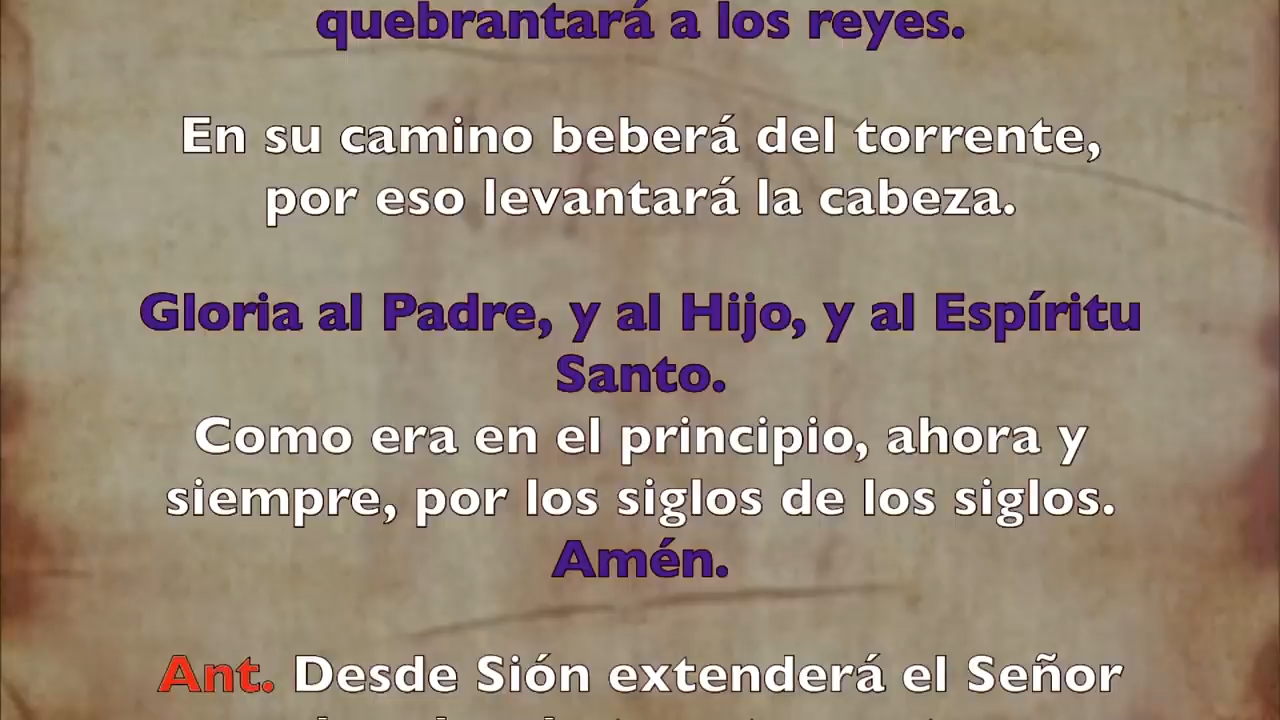 quebrantará a los reyes.
En su camino beberá del torrente,
por eso levantará la cabeza.
Gloria al Padre, y al Hijo, y al Espíritu
Santo.
Como era en el principio, ahora y
siempre, por los siglos de los siglos.
Amén.
Ant. Desde Sión extenderá el Señor